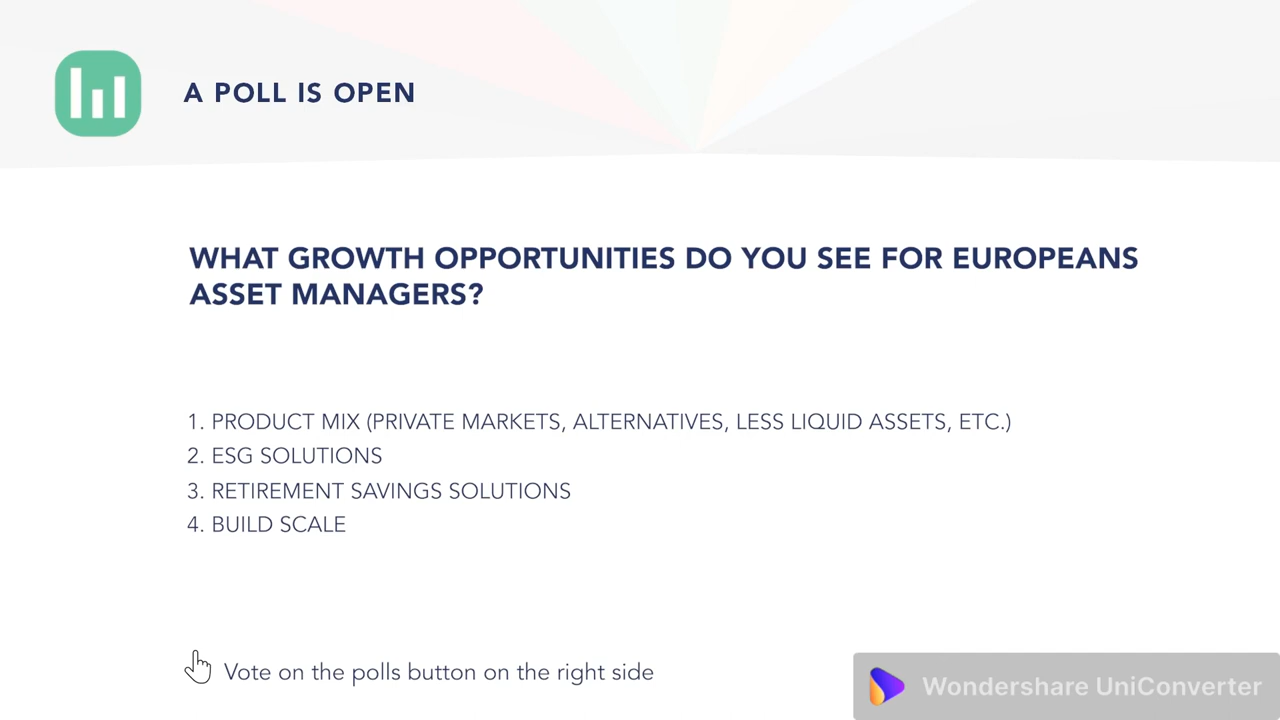 A POLL IS OPEN
WHAT GROWTH OPPORTUNITIES DO YOU SEE FOR EUROPEANS
ASSET MANAGERS?
1. PRODUCT MIX (PRIVATE MARKETS, ALTERNATIVES, LESS LIQUID ASSETS, ETC.)
2. ESG SOLUTIONS
3. RETIREMENT SAVINGS SOLUTIONS
4. BUILD SCALE
Vote on the polls button on the right side
Wondershare UniConverter